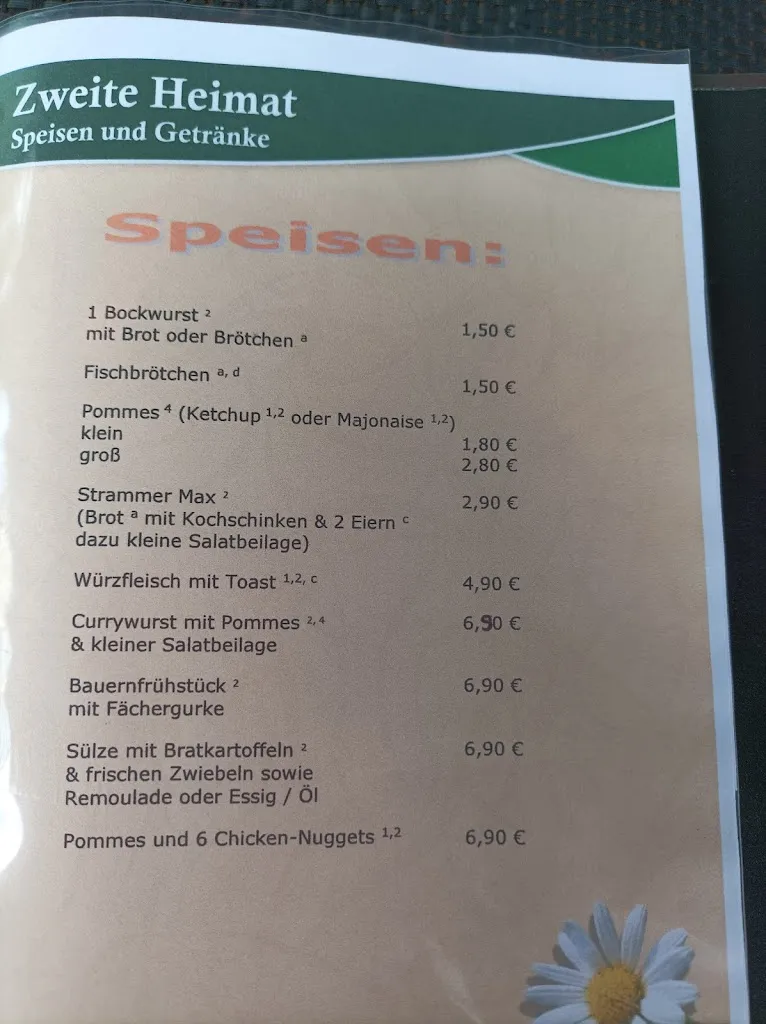 Zweite Heimat
Speisen und Getränke
Speisen:
1 Bockwurst ²
mit Brot oder Brötchen ᵃ 1,50 €
Fischbrötchen ᵃ, ᵈ 1,50 €
Pommes ⁴ (Ketchup ¹,² oder Majonaise ¹,²)
klein 1,80 €
groß 2,80 €
Strammer Max ² 2,90 €
(Brot ᵃ mit Kochschinken & 2 Eiern ᶜ
dazu kleine Salatbeilage)
Würzfleisch mit Toast ¹,², ᶜ 4,90 €
Currywurst mit Pommes ²,⁴ 6,90 €
& kleiner Salatbeilage
Bauernfrühstück ² 6,90 €
mit Fächergurke
Sülze mit Bratkartoffeln ² 6,90 €
& frischen Zwiebeln sowie
Remoulade oder Essig / Öl
Pommes und 6 Chicken-Nuggets ¹,² 6,90 €